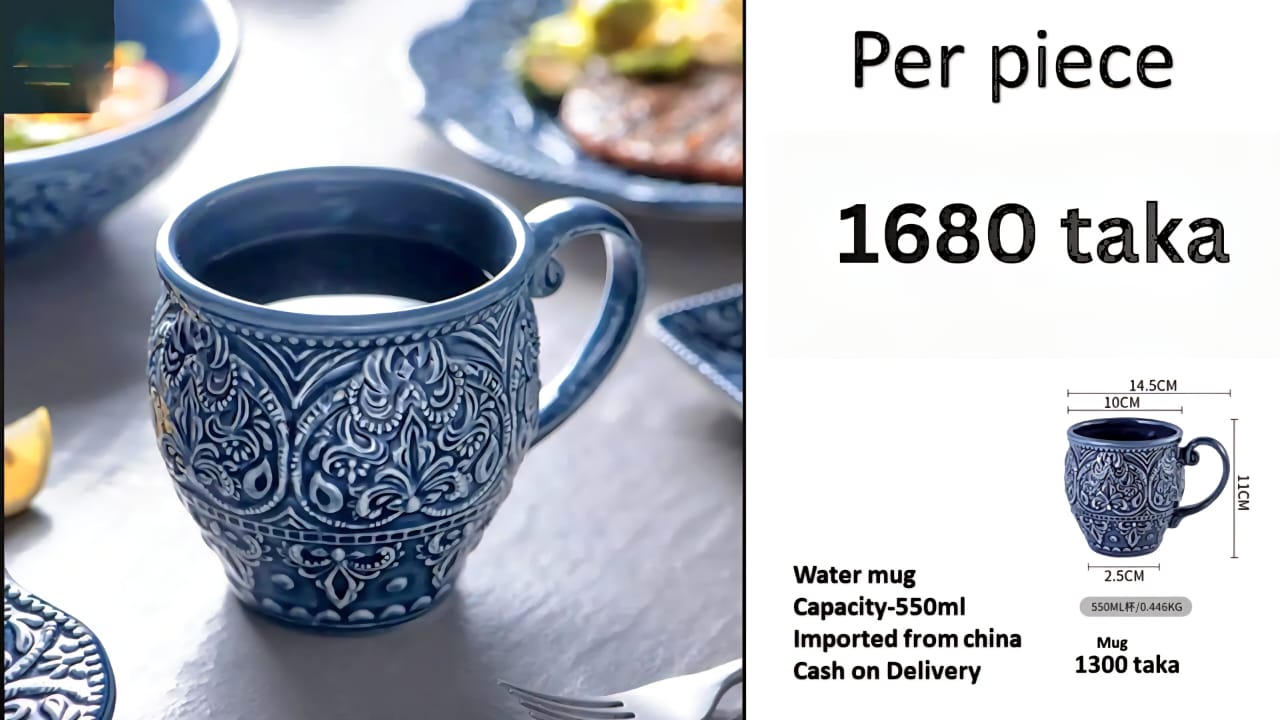 Per piece
1680 taka
14.5CM
10CM
11CM
2.5CM
550ML杯/0.446KG
Water mug
Capacity-550ml
Imported from china
Cash on Delivery
Mug
1300 taka